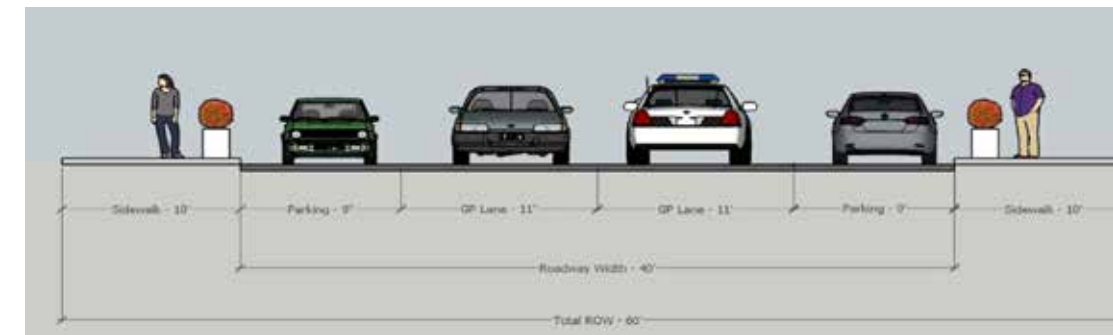 Sidewalk - 10' Parking - 9' GP Lane - 11' GP Lane - 11' Parking - 9' Sidewalk - 10'
Roadway Width - 40'
Total ROW - 60'